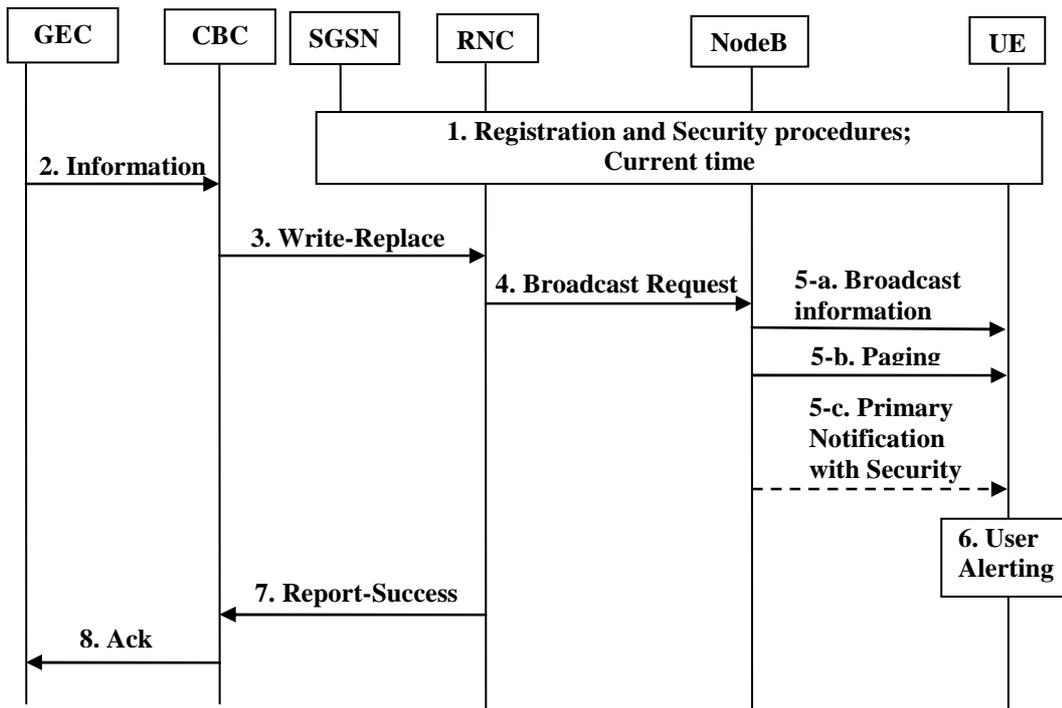 GEC
CBC
SGSN
RNC
NodeB
UE
1. Registration and Security procedures;
Current time
2. Information
3. Write-Replace
4. Broadcast Request
5-a. Broadcast
information
5-b. Paging
5-c. Primary
Notification
with Security
6. User
Alerting
7. Report-Success
8. Ack